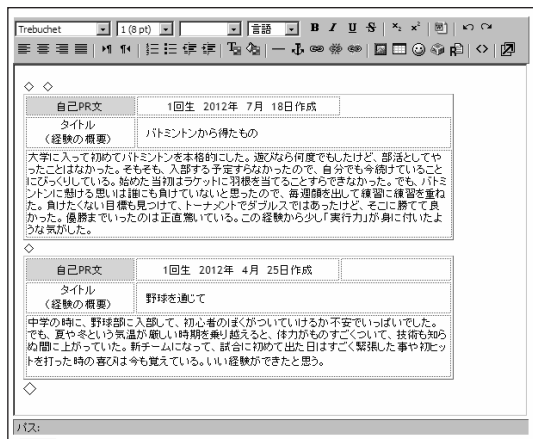 Trebuchet 1 (8 pt) 言語 B I U S ×₂ ×²
◇ ◇
自己PR文 1回生 2012年 7月 18日作成
タイトル
（経験の概要） バトミントンから得たもの
大学に入って初めてバトミントンを本格的にした。遊びなら何度でもしたけど、部活としてや
ったことはなかった。そもそも、入部する予定すらなかったので、自分でも今続けていること
にびっくりしている。始めた当初はラケットに羽根を当てることすらできなかった。でも、バトミ
ントンに懸ける思いは誰にも負けていないと思ったので、毎週顔を出して練習に練習を重ね
た。負けたくない目標も見つけて、トーナメントでダブルスではあったけど、そこに勝てて良
かった。優勝までいったのは正直驚いている。この経験から少し「実行力」が身に付いたよ
うな気がした。
◇
自己PR文 1回生 2012年 4月 25日作成
タイトル
（経験の概要） 野球を通じて
中学の時に、野球部に入部して、初心者のぼくがついていけるか不安でいっぱいでした。
でも、夏や冬という気温が厳しい時期を乗り越えると、体力がものすごくついて、技術も知ら
ぬ間に上がっていた。新チームになって、試合に初めて出た日はすごく緊張した事や初ヒッ
トを打った時の喜びは今も覚えている。いい経験ができたと思う。
◇
パス: